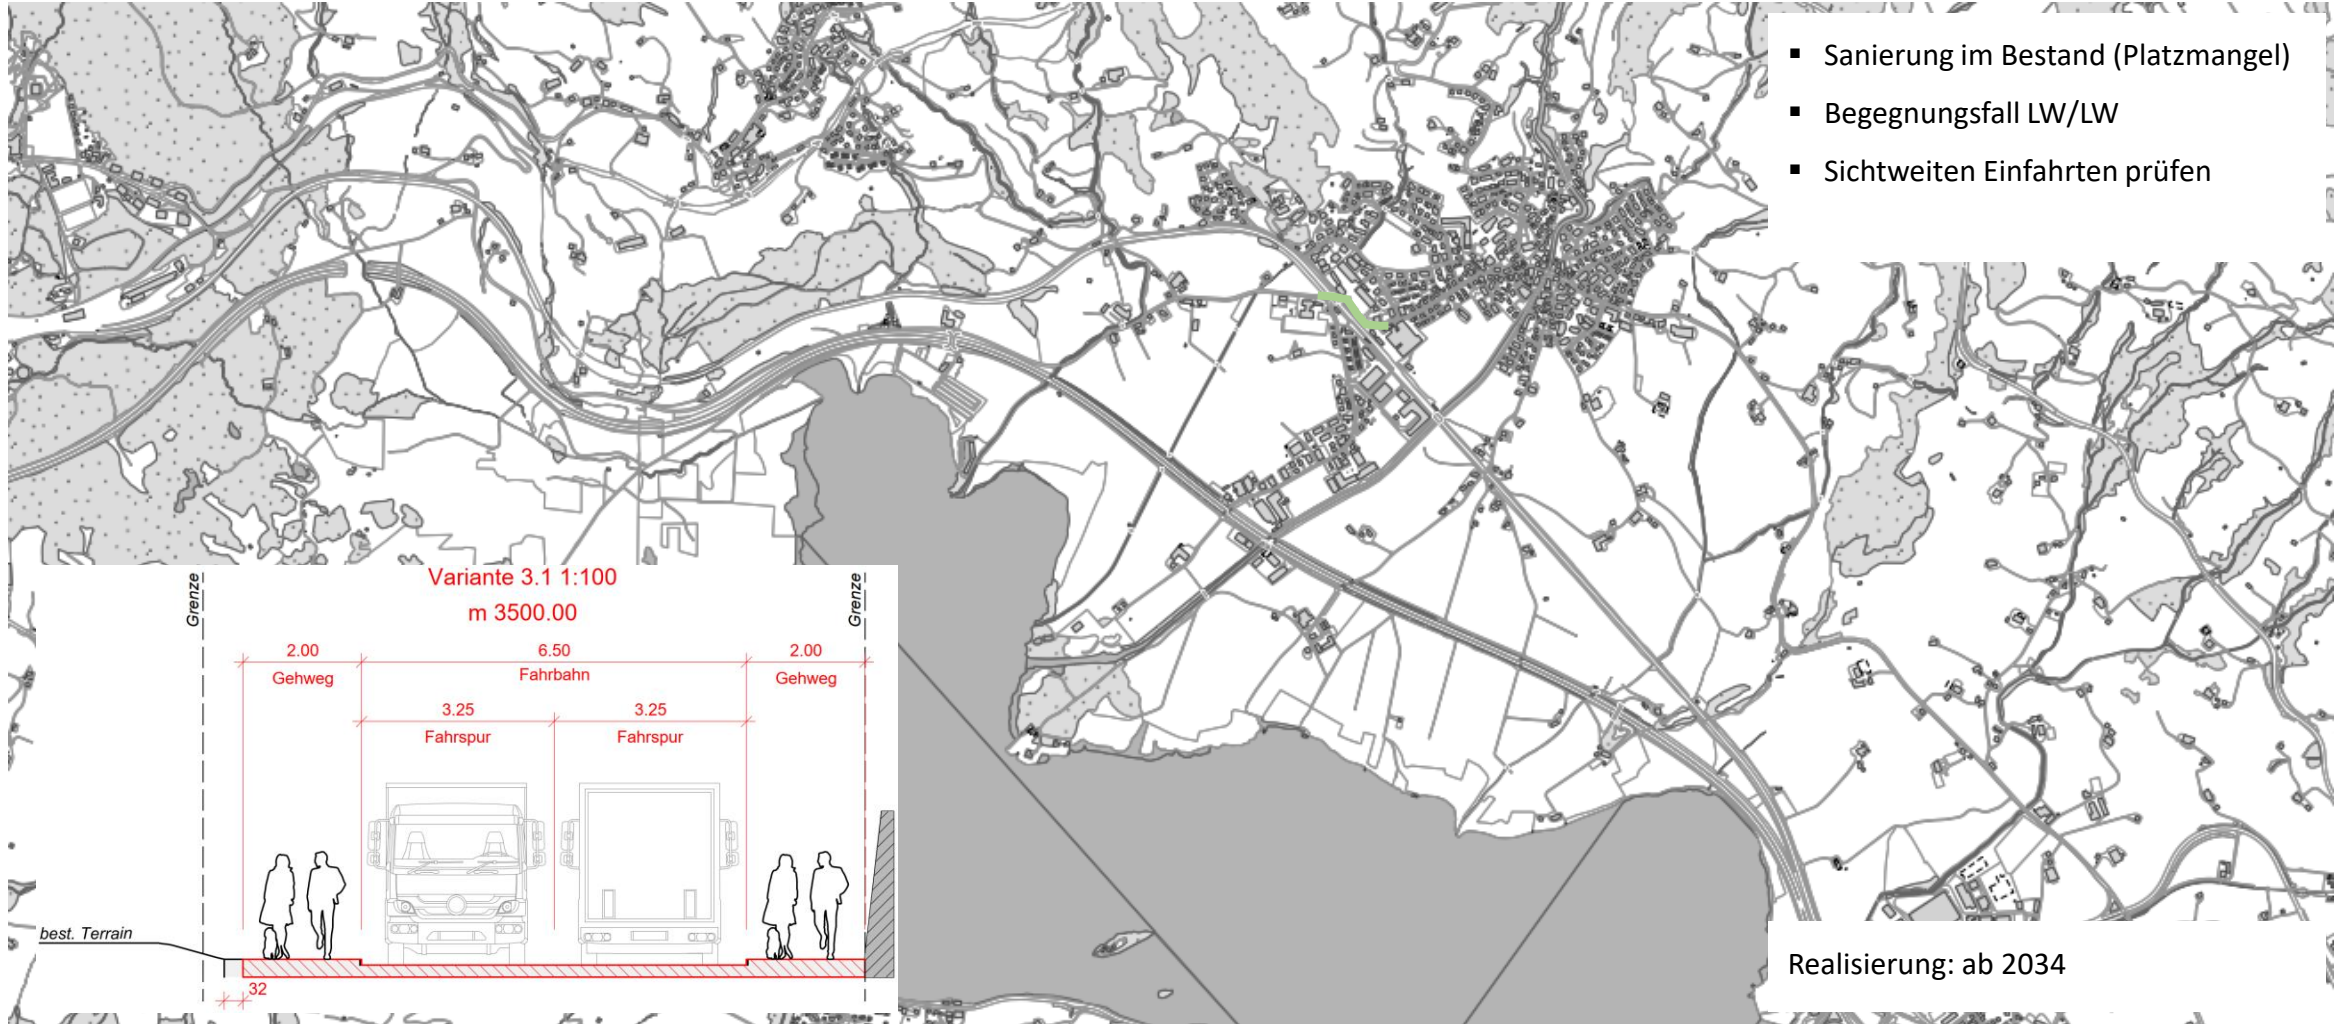 ▪ Sanierung im Bestand (Platzmangel)
▪ Begegnungsfall LW/LW
▪ Sichtweiten Einfahrten prüfen
Variante 3.1 1:100
m 3500.00
Grenze
Grenze
2.00
6.50
2.00
Gehweg
Fahrbahn
Gehweg
3.25
3.25
Fahrspur
Fahrspur
best. Terrain
32
Realisierung: ab 2034